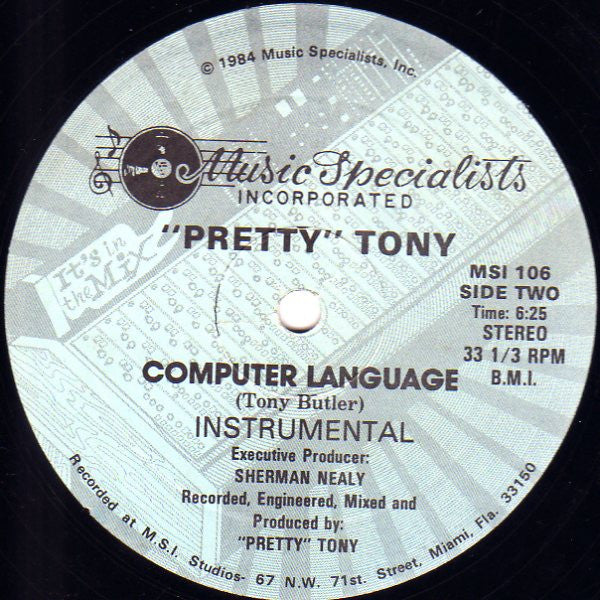 © 1984 Music Specialists, Inc.
Music Specialists
INCORPORATED
"PRETTY" TONY
It's in
the Mix
MSI 106
SIDE TWO
Time: 6:25
STEREO
33 1/3 RPM
B.M.I.
COMPUTER LANGUAGE
(Tony Butler)
INSTRUMENTAL
Executive Producer:
SHERMAN NEALY
Recorded, Engineered, Mixed and
Produced by:
"PRETTY" TONY
Recorded at M.S.I. Studios- 67 N.W. 71st. Street, Miami, Fla. 33150